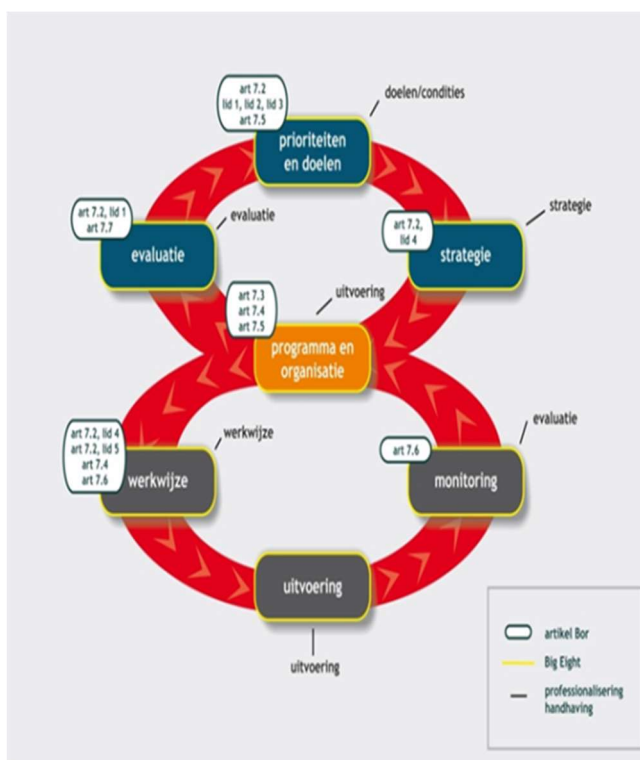 art 7.2
lid 1, lid 2, lid 3
art 7.5
doelen/condities
prioriteiten
en doelen
art 7.2, lid 1
art 7.7
evaluatie
evaluatie
art 7.2,
lid 4
strategie
strategie
art 7.3
art 7.4
art 7.5
uitvoering
programma en
organisatie
art 7.2, lid 4
art 7.2, lid 5
art 7.4
art 7.6
werkwijze
werkwijze
art 7.6
evaluatie
monitoring
uitvoering
uitvoering
artikel Bor
Big Eight
professionalisering
handhaving